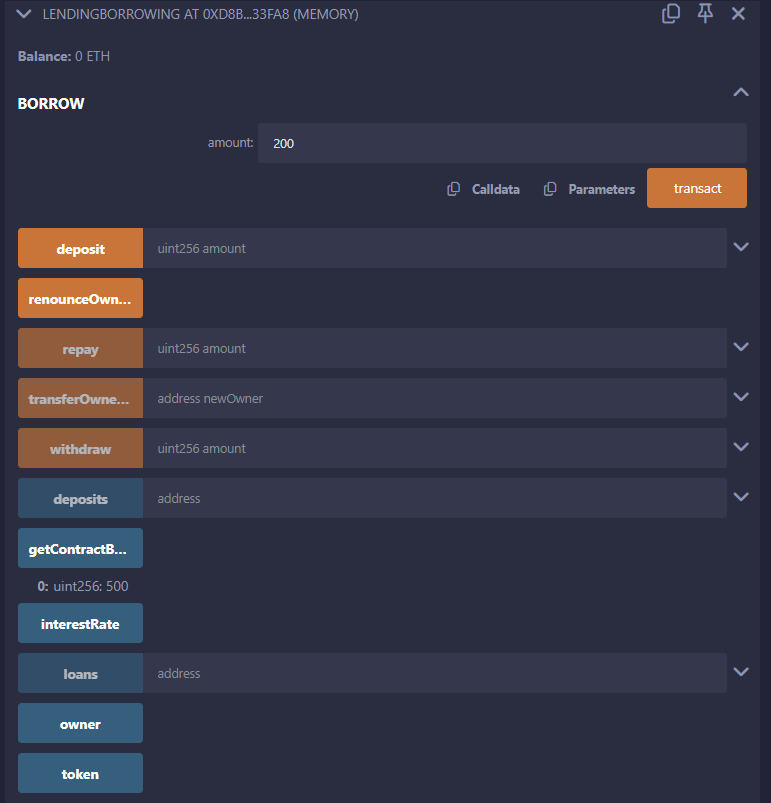 LENDINGBORROWING AT 0XD8B...33FA8 (MEMORY)
Balance: 0 ETH
BORROW
amount: 200
Calldata Parameters transact
deposit uint256 amount
renounceOwn...
repay uint256 amount
transferOwne... address newOwner
withdraw uint256 amount
deposits address
getContractB...
0: uint256: 500
interestRate
loans address
owner
token